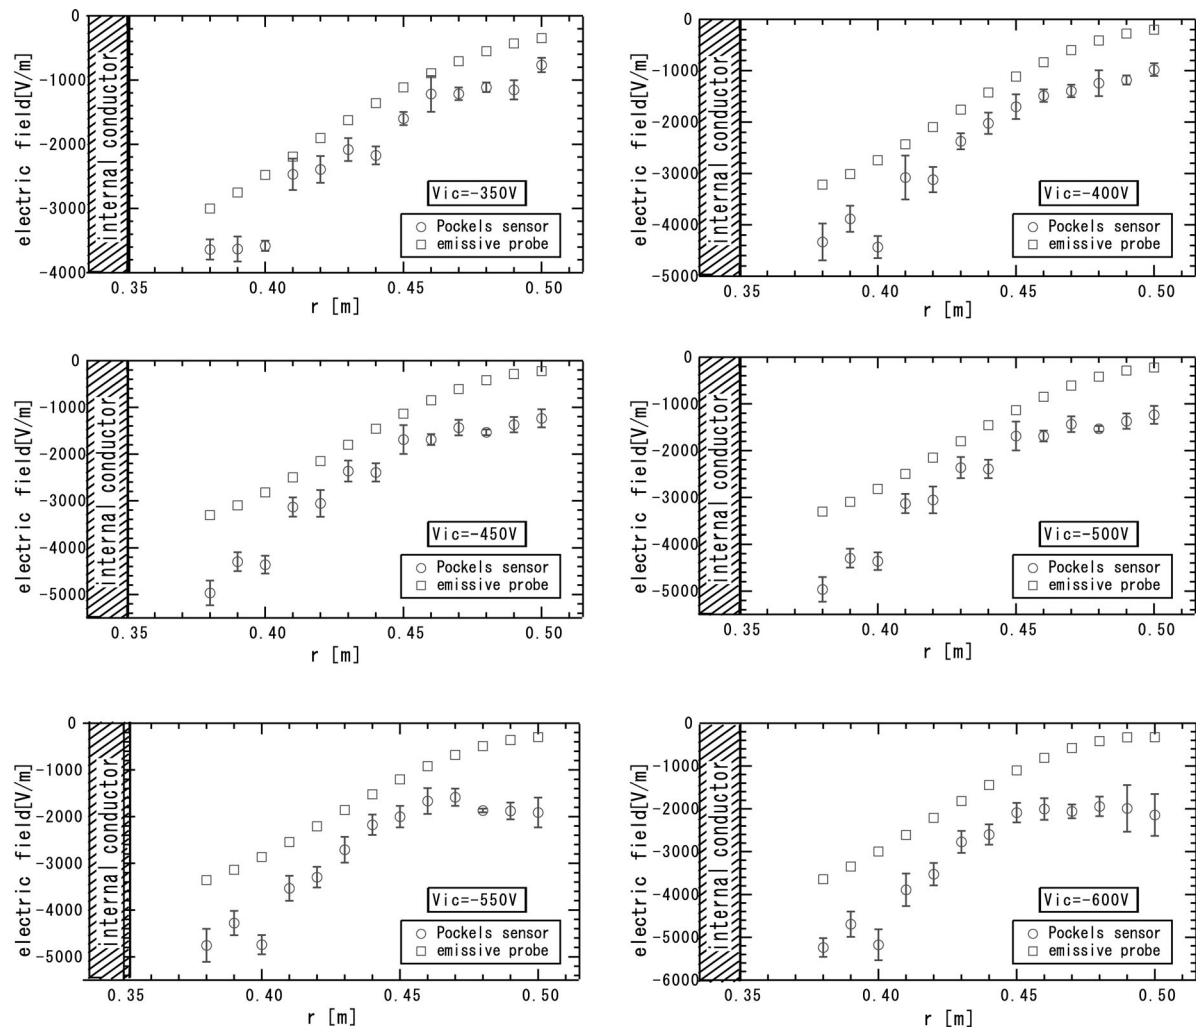 0
-1000
-2000
-3000
-4000
electric field[V/m]
internal conductor
Vic=-350V
Pockels sensor
emissive probe
0.35
0.40
0.45
0.50
r [m]
0
-1000
-2000
-3000
-4000
-5000
electric field[V/m]
internal conductor
Vic=-400V
Pockels sensor
emissive probe
0.35
0.40
0.45
0.50
r [m]
0
-1000
-2000
-3000
-4000
-5000
electric field[V/m]
internal conductor
Vic=-450V
Pockels sensor
emissive probe
0.35
0.40
0.45
0.50
r [m]
0
-1000
-2000
-3000
-4000
-5000
electric field[V/m]
internal conductor
Vic=-500V
Pockels sensor
emissive probe
0.35
0.40
0.45
0.50
r [m]
0
-1000
-2000
-3000
-4000
-5000
electric field[V/m]
internal conductor
Vic=-550V
Pockels sensor
emissive probe
0.35
0.40
0.45
0.50
r [m]
0
-1000
-2000
-3000
-4000
-5000
-6000
electric field[V/m]
internal conductor
Vic=-600V
Pockels sensor
emissive probe
0.35
0.40
0.45
0.50
r [m]